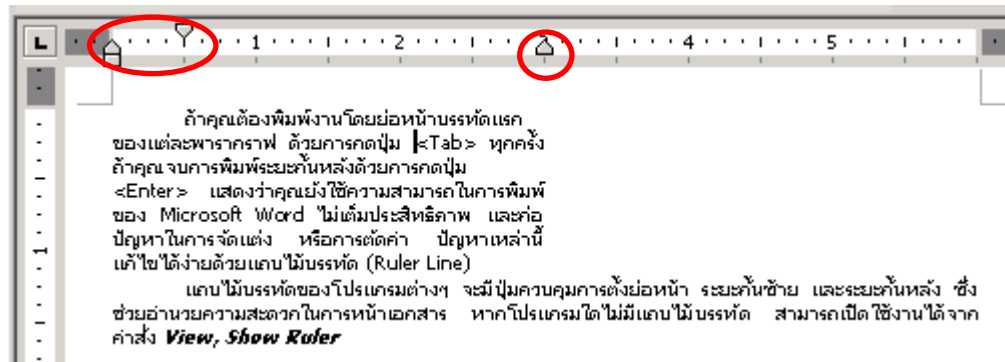 L 1 2 3 4 5
ถ้าคุณต้องพิมพ์งานโดยย่อหน้าบรรทัดแรก
ของแต่ละพารากราฟ ด้วยการกดปุ่ม <Tab> ทุกครั้ง
ถ้าคุณจบการพิมพ์ระยะกั้นหลังด้วยการกดปุ่ม
<Enter> แสดงว่าคุณยังใช้ความสามารถในการพิมพ์
ของ Microsoft Word ไม่เต็มประสิทธิภาพ และก่อ
ปัญหาในการจัดแต่ง หรือการตัดคำ ปัญหาเหล่านี้
แก้ไขได้ง่ายด้วยแถบไม้บรรทัด (Ruler Line)
แถบไม้บรรทัดของโปรแกรมต่างๆ จะมีปุ่มควบคุมการตั้งย่อหน้า ระยะกั้นซ้าย และระยะกั้นหลัง ซึ่ง
ช่วยอำนวยความสะดวกในการหน้าเอกสาร หากโปรแกรมใดไม่มีแถบไม้บรรทัด สามารถเปิดใช้งานได้จาก
คำสั่ง View, Show Ruler
1